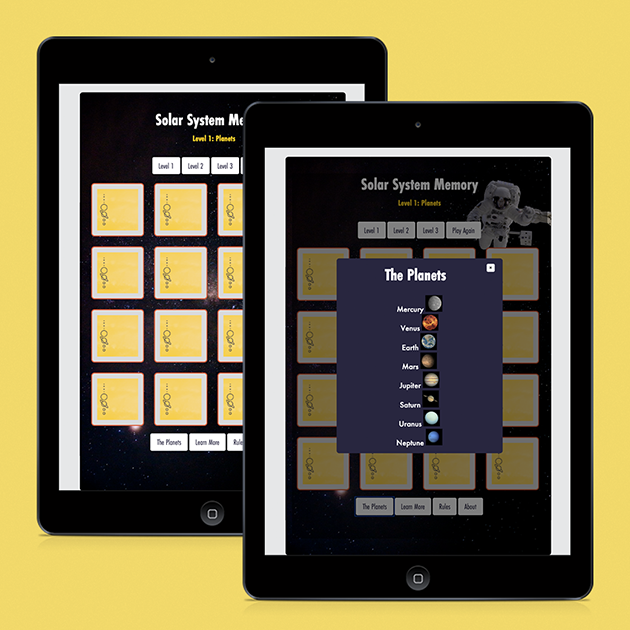 Solar System Me
Level 1: Planets
Level 1 Level 2 Level 3
The Planets Learn More Rule
Solar System Memory
Level 1: Planets
Level 1 Level 2 Level 3 Play Again
The Planets
Mercury
Venus
Earth
Mars
Jupiter
Saturn
Uranus
Neptune
The Planets Learn More Rules About